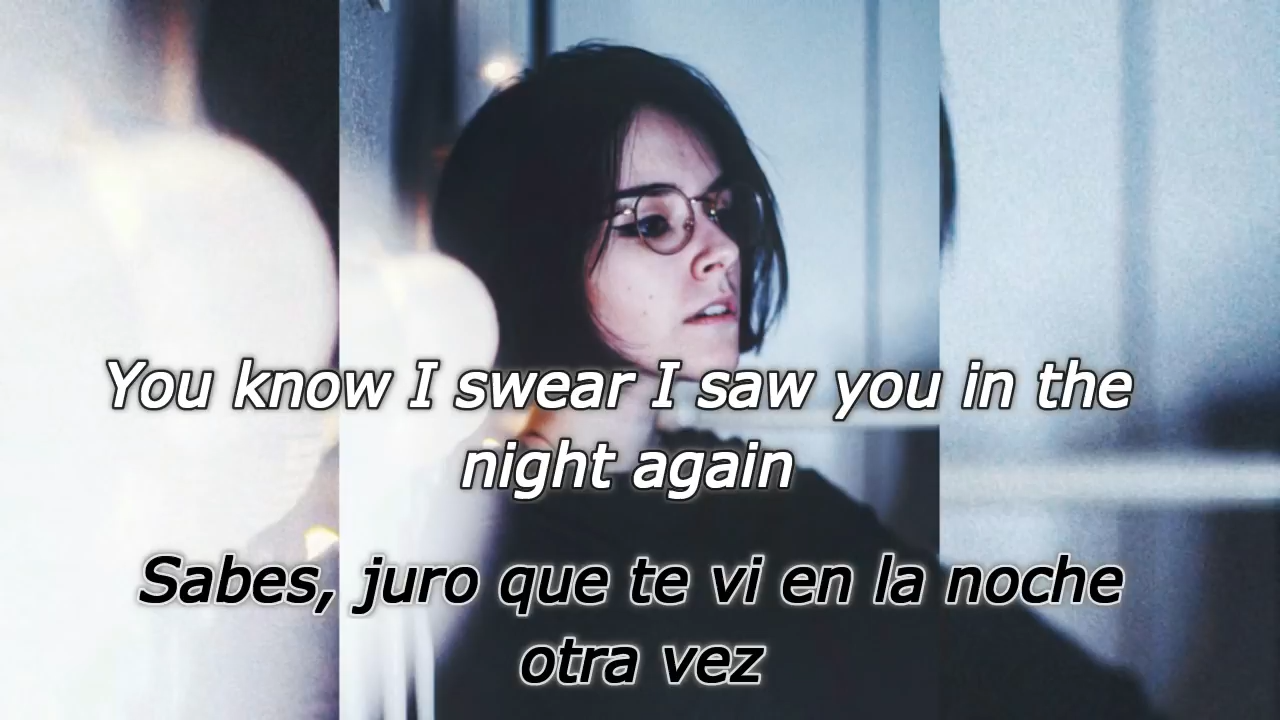 You know I swear I saw you in the
night again
Sabes, juro que te vi en la noche
otra vez